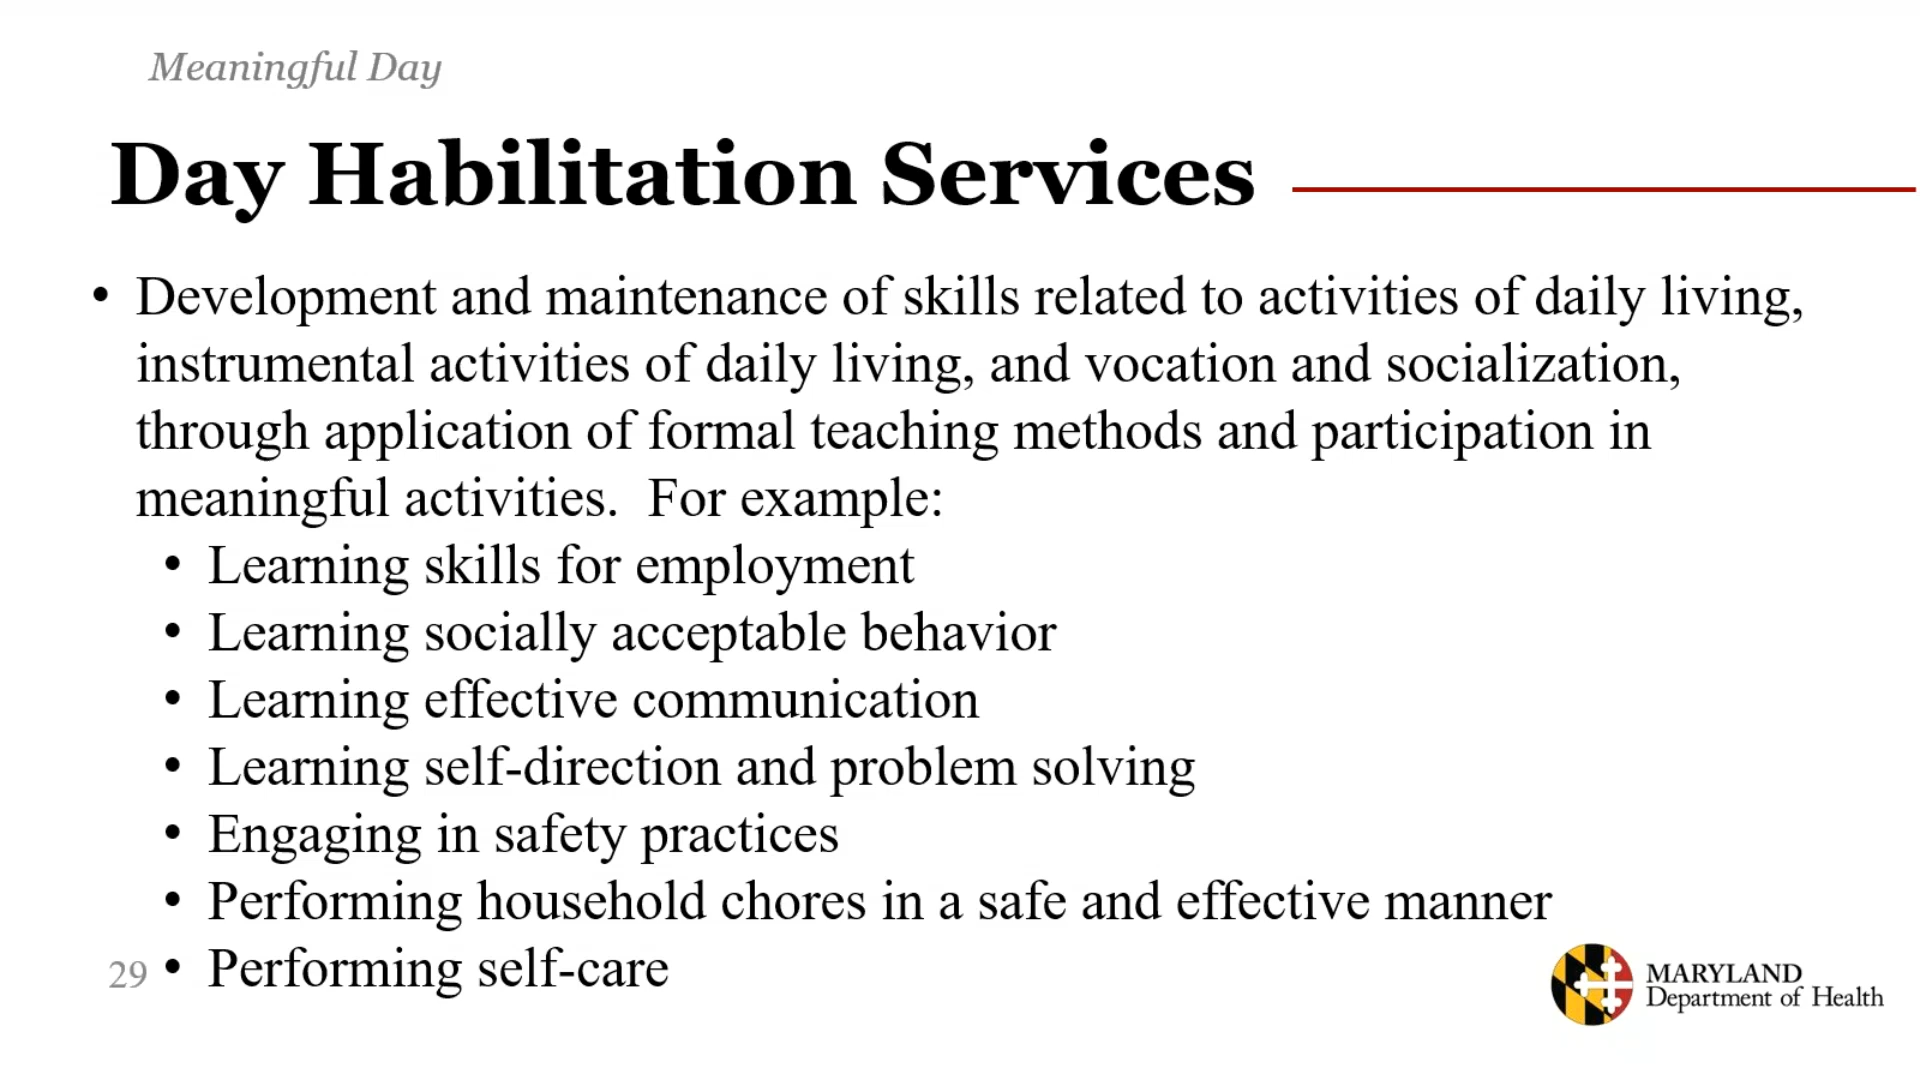 Meaningful Day
Day Habilitation Services
• Development and maintenance of skills related to activities of daily living,
instrumental activities of daily living, and vocation and socialization,
through application of formal teaching methods and participation in
meaningful activities.  For example:
• Learning skills for employment
• Learning socially acceptable behavior
• Learning effective communication
• Learning self-direction and problem solving
• Engaging in safety practices
• Performing household chores in a safe and effective manner
• Performing self-care
29
MARYLAND
Department of Health